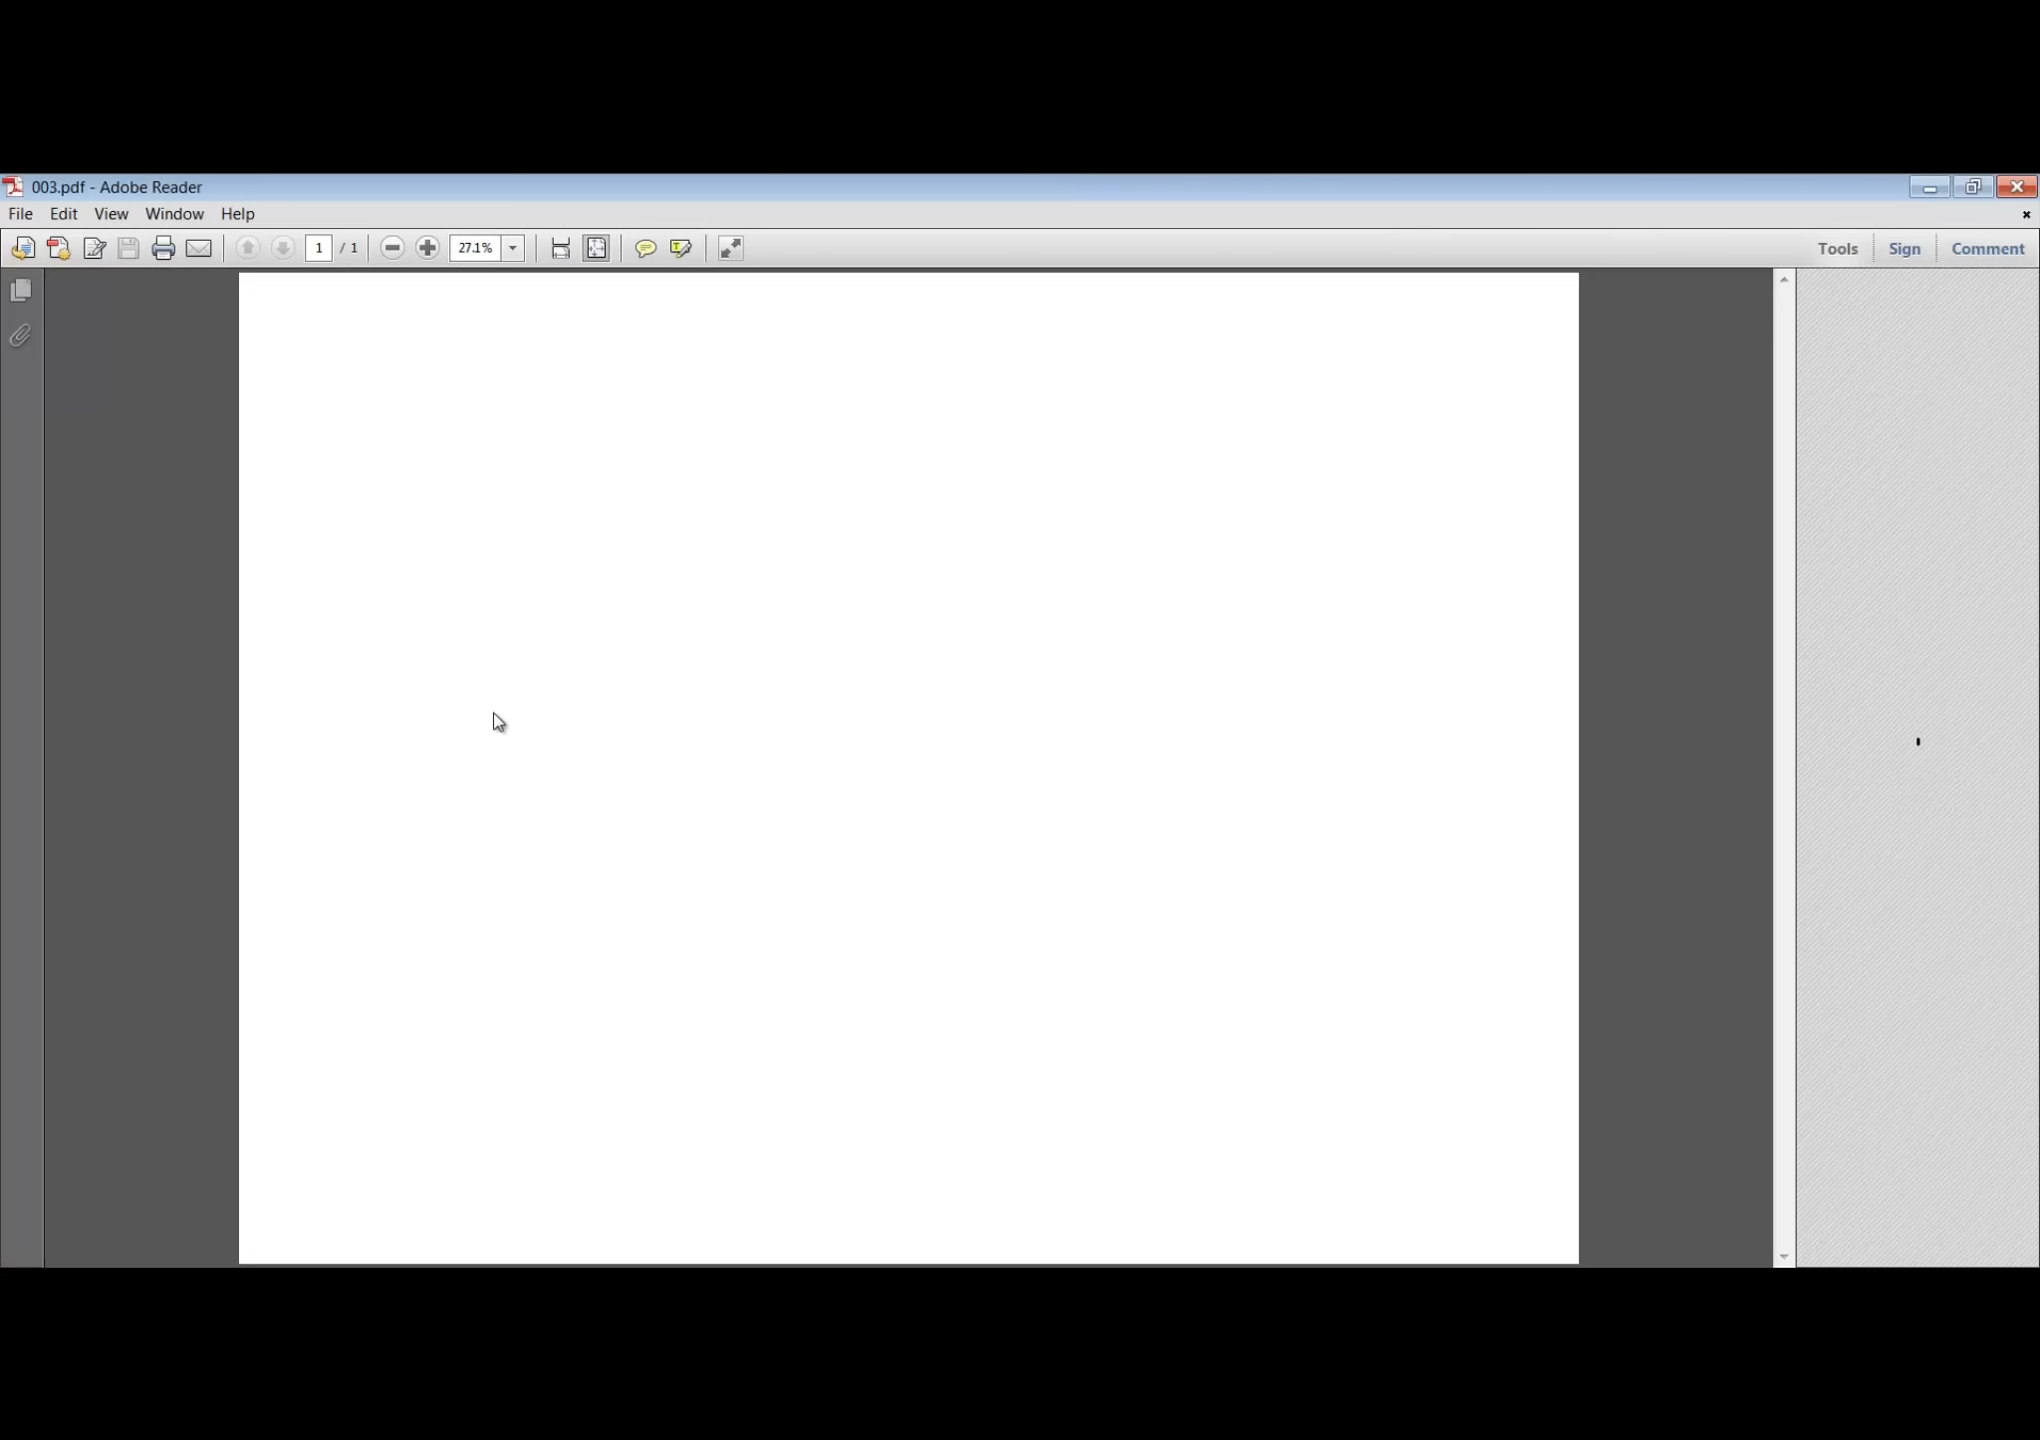 003.pdf - Adobe Reader
File Edit View Window Help
1 / 1 27.1% Tools Sign Comment